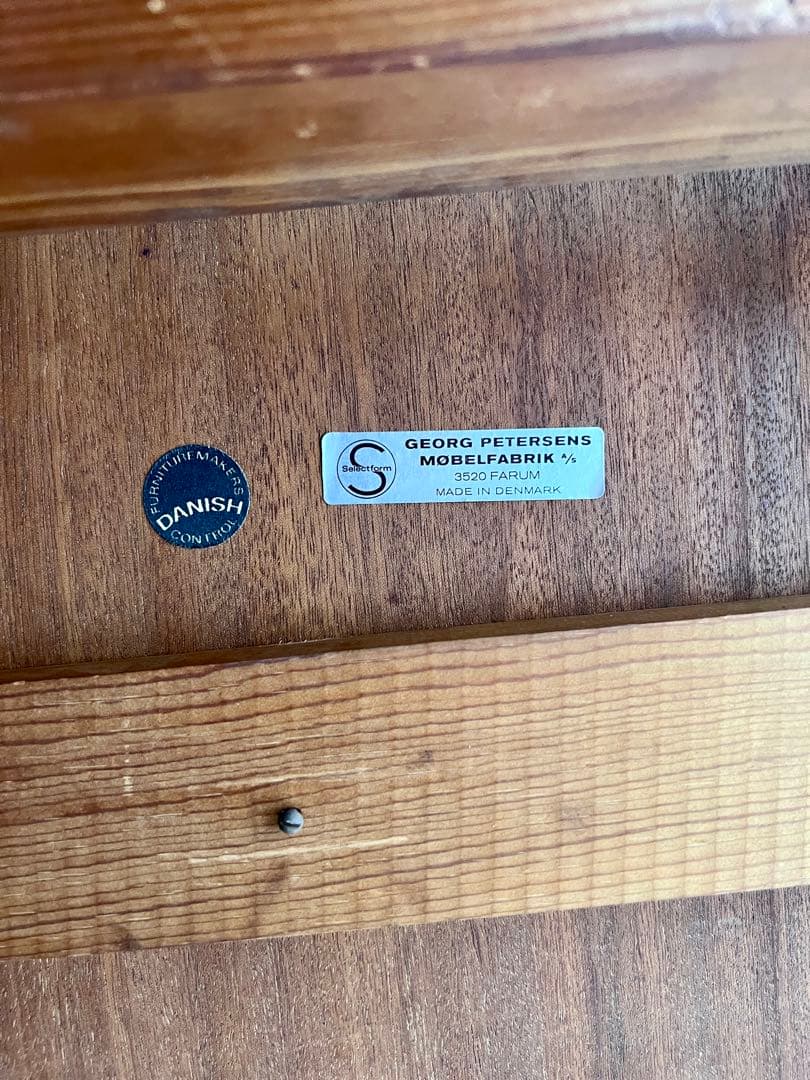 FURNITUREMAKERS
DANISH
CONTROL
Selectform
S
GEORG PETERSENS
MØBELFABRIK A/S
3520 FARUM
MADE IN DENMARK